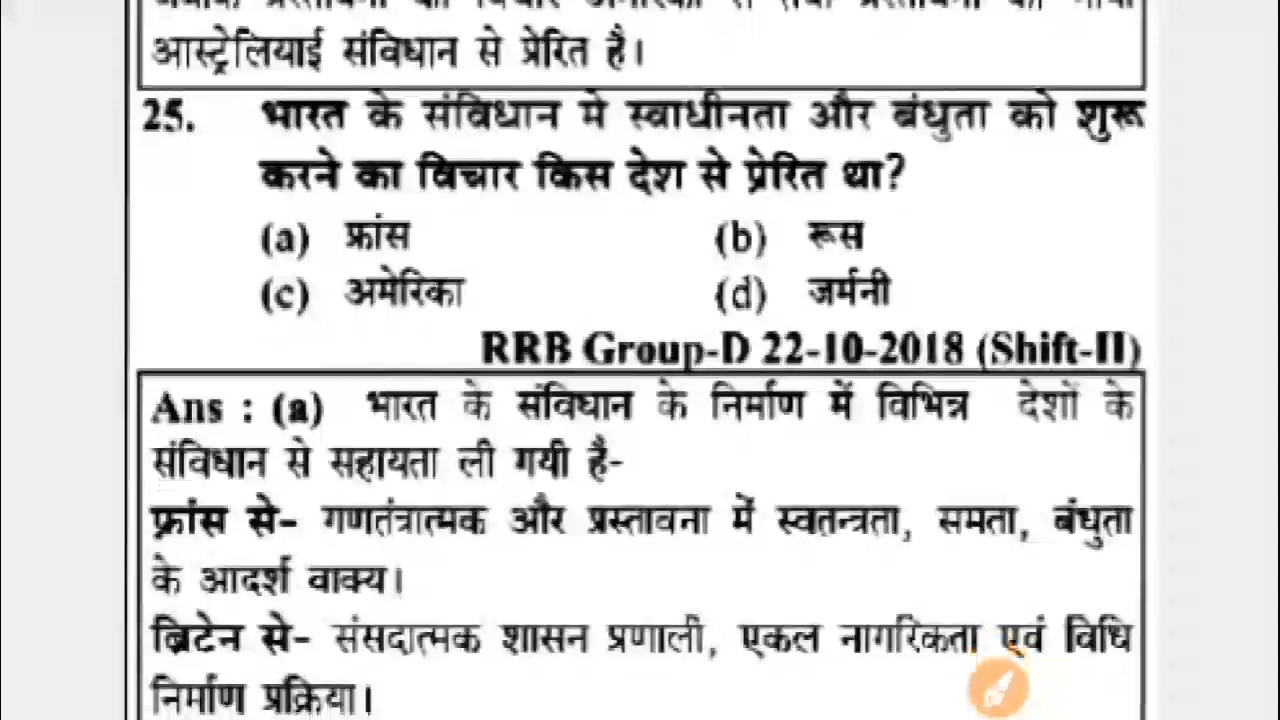 आस्ट्रेलियाई संविधान से प्रेरित है।
25. भारत के संविधान मे स्वाधीनता और बंधुता को शुरू
करने का विचार किस देश से प्रेरित था?
(a) फ्रांस (b) रूस
(c) अमेरिका (d) जर्मनी
RRB Group-D 22-10-2018 (Shift-II)
Ans : (a) भारत के संविधान के निर्माण में विभिन्न देशों के
संविधान से सहायता ली गयी है-
फ्रांस से- गणतंत्रात्मक और प्रस्तावना में स्वतन्त्रता, समता, बंधुता
के आदर्श वाक्य।
ब्रिटेन से- संसदात्मक शासन प्रणाली, एकल नागरिकता एवं विधि
निर्माण प्रक्रिया।